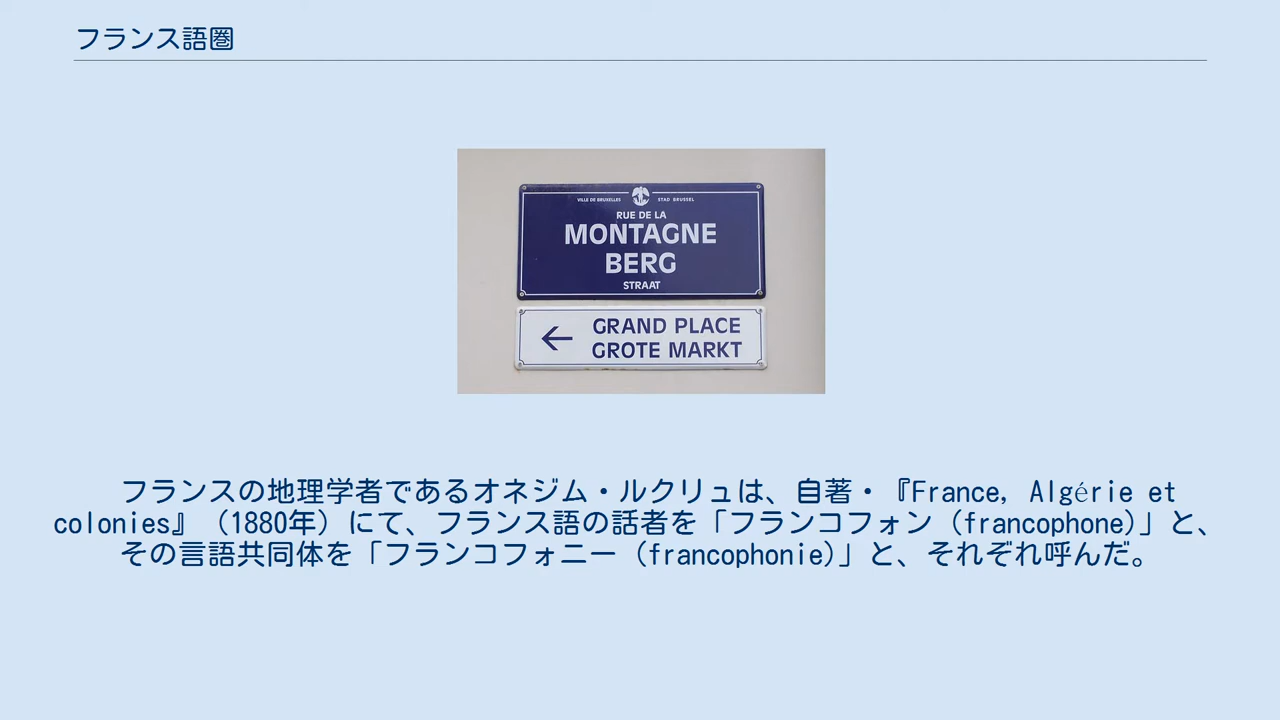 フランス語圏
VILLE DE BRUXELLES STAD BRUSSEL
RUE DE LA
MONTAGNE
BERG
STRAAT
← GRAND PLACE
GROTE MARKT
フランスの地理学者であるオネジム・ルクリュは、自著・『France, Algérie et
colonies』（1880年）にて、フランス語の話者を「フランコフォン（francophone)」と、
その言語共同体を「フランコフォニー（francophonie)」と、それぞれ呼んだ。